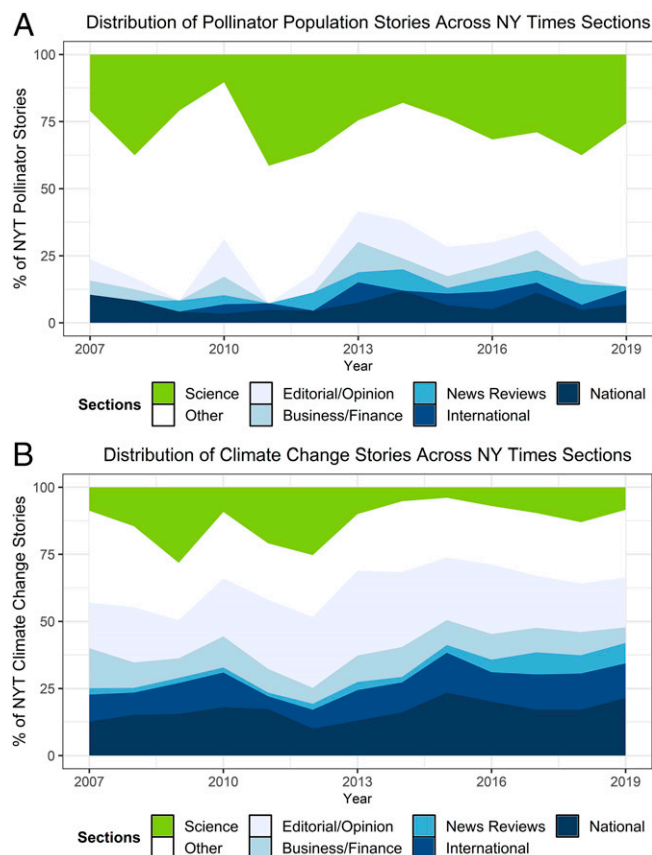 A
Distribution of Pollinator Population Stories Across NY Times Sections
% of NYT Pollinator Stories
100
75
50
25
0
2007 2010 2013 2016 2019
Year
Sections
Science Editorial/Opinion News Reviews National
Other Business/Finance International
B
Distribution of Climate Change Stories Across NY Times Sections
% of NYT Climate Change Stories
100
75
50
25
0
2007 2010 2013 2016 2019
Year
Sections
Science Editorial/Opinion News Reviews National
Other Business/Finance International